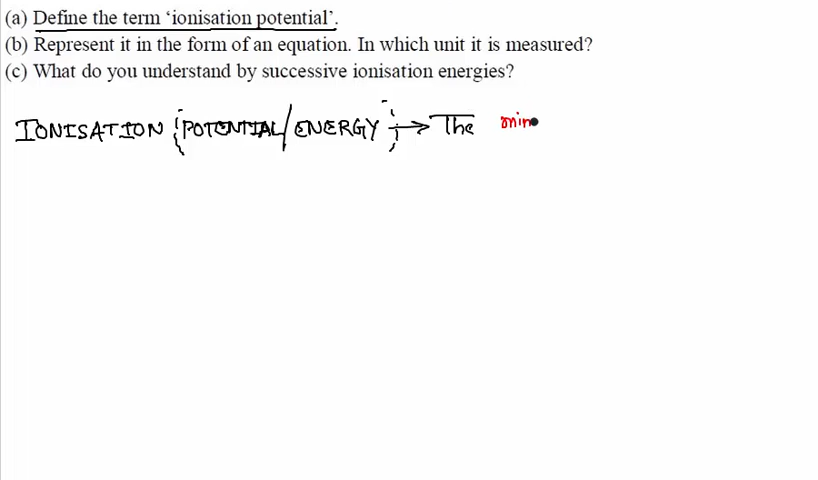 (a) Define the term ‘ionisation potential’.
(b) Represent it in the form of an equation. In which unit it is measured?
(c) What do you understand by successive ionisation energies?
IONISATION {POTENTIAL/ENERGY} → The min